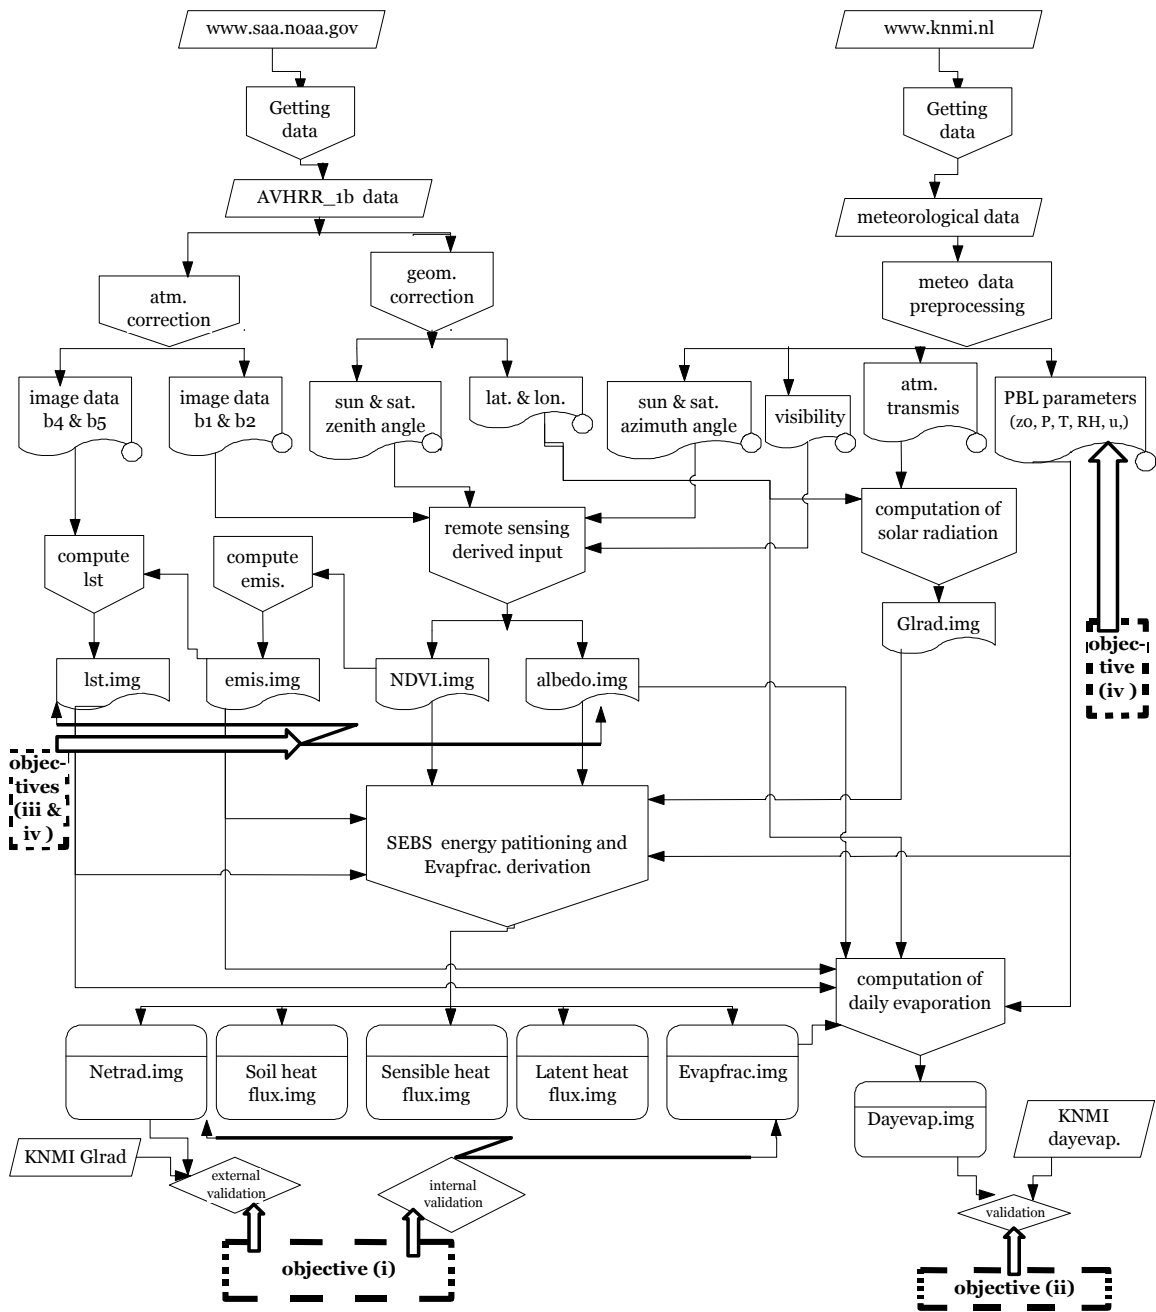 www.saa.noaa.gov
www.knmi.nl
Getting
data
Getting
data
AVHRR_1b data
meteorological data
geom.
correction
atm.
correction
meteo data
preprocessing
image data
b4 & b5
image data
b1 & b2
sun & sat.
zenith angle
lat. & lon.
sun & sat.
azimuth angle
visibility
atm.
transmis
PBL parameters
(z0, P, T, RH, u,)
remote sensing
derived input
computation of
solar radiation
compute
lst
compute
emis.
Glrad.img
lst.img
emis.img
NDVI.img
albedo.img
objec-
tive
(iv )
objec-
tives
(iii &
iv )
SEBS energy patitioning and
Evapfrac. derivation
computation of
daily evaporation
Netrad.img
Soil heat
flux.img
Sensible heat
flux.img
Latent heat
flux.img
Evapfrac.img
Dayevap.img
KNMI
dayevap.
KNMI Glrad
external
validation
internal
validation
validation
objective (i)
objective (ii)